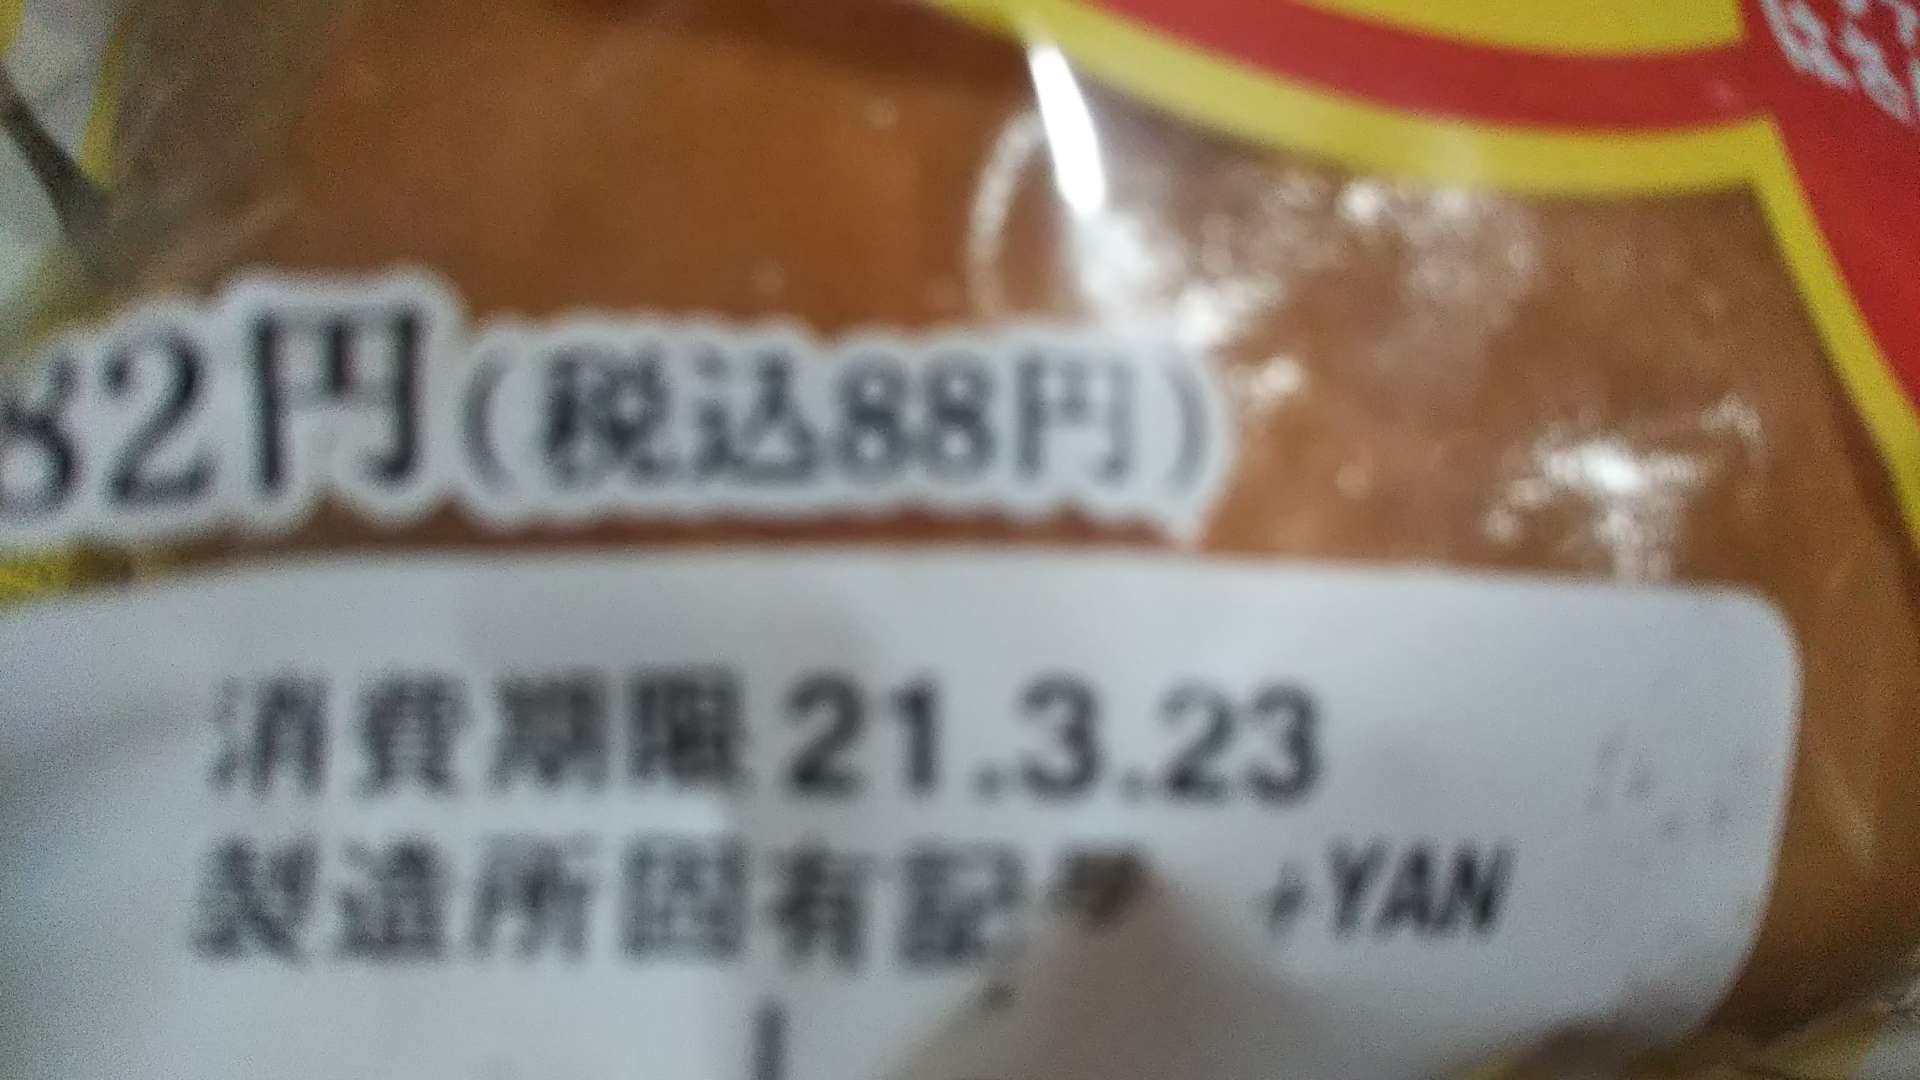 82円(税込88円)
消費期限 21.3.23
製造所固有記号 +YAN